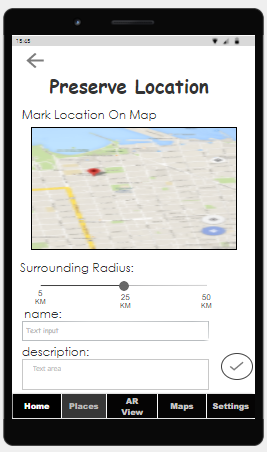 15:45
Preserve Location
Mark Location On Map
Surrounding Radius:
5 25 50
KM KM KM
name:
Text input
description:
Text area
Home Places AR View Maps Settings